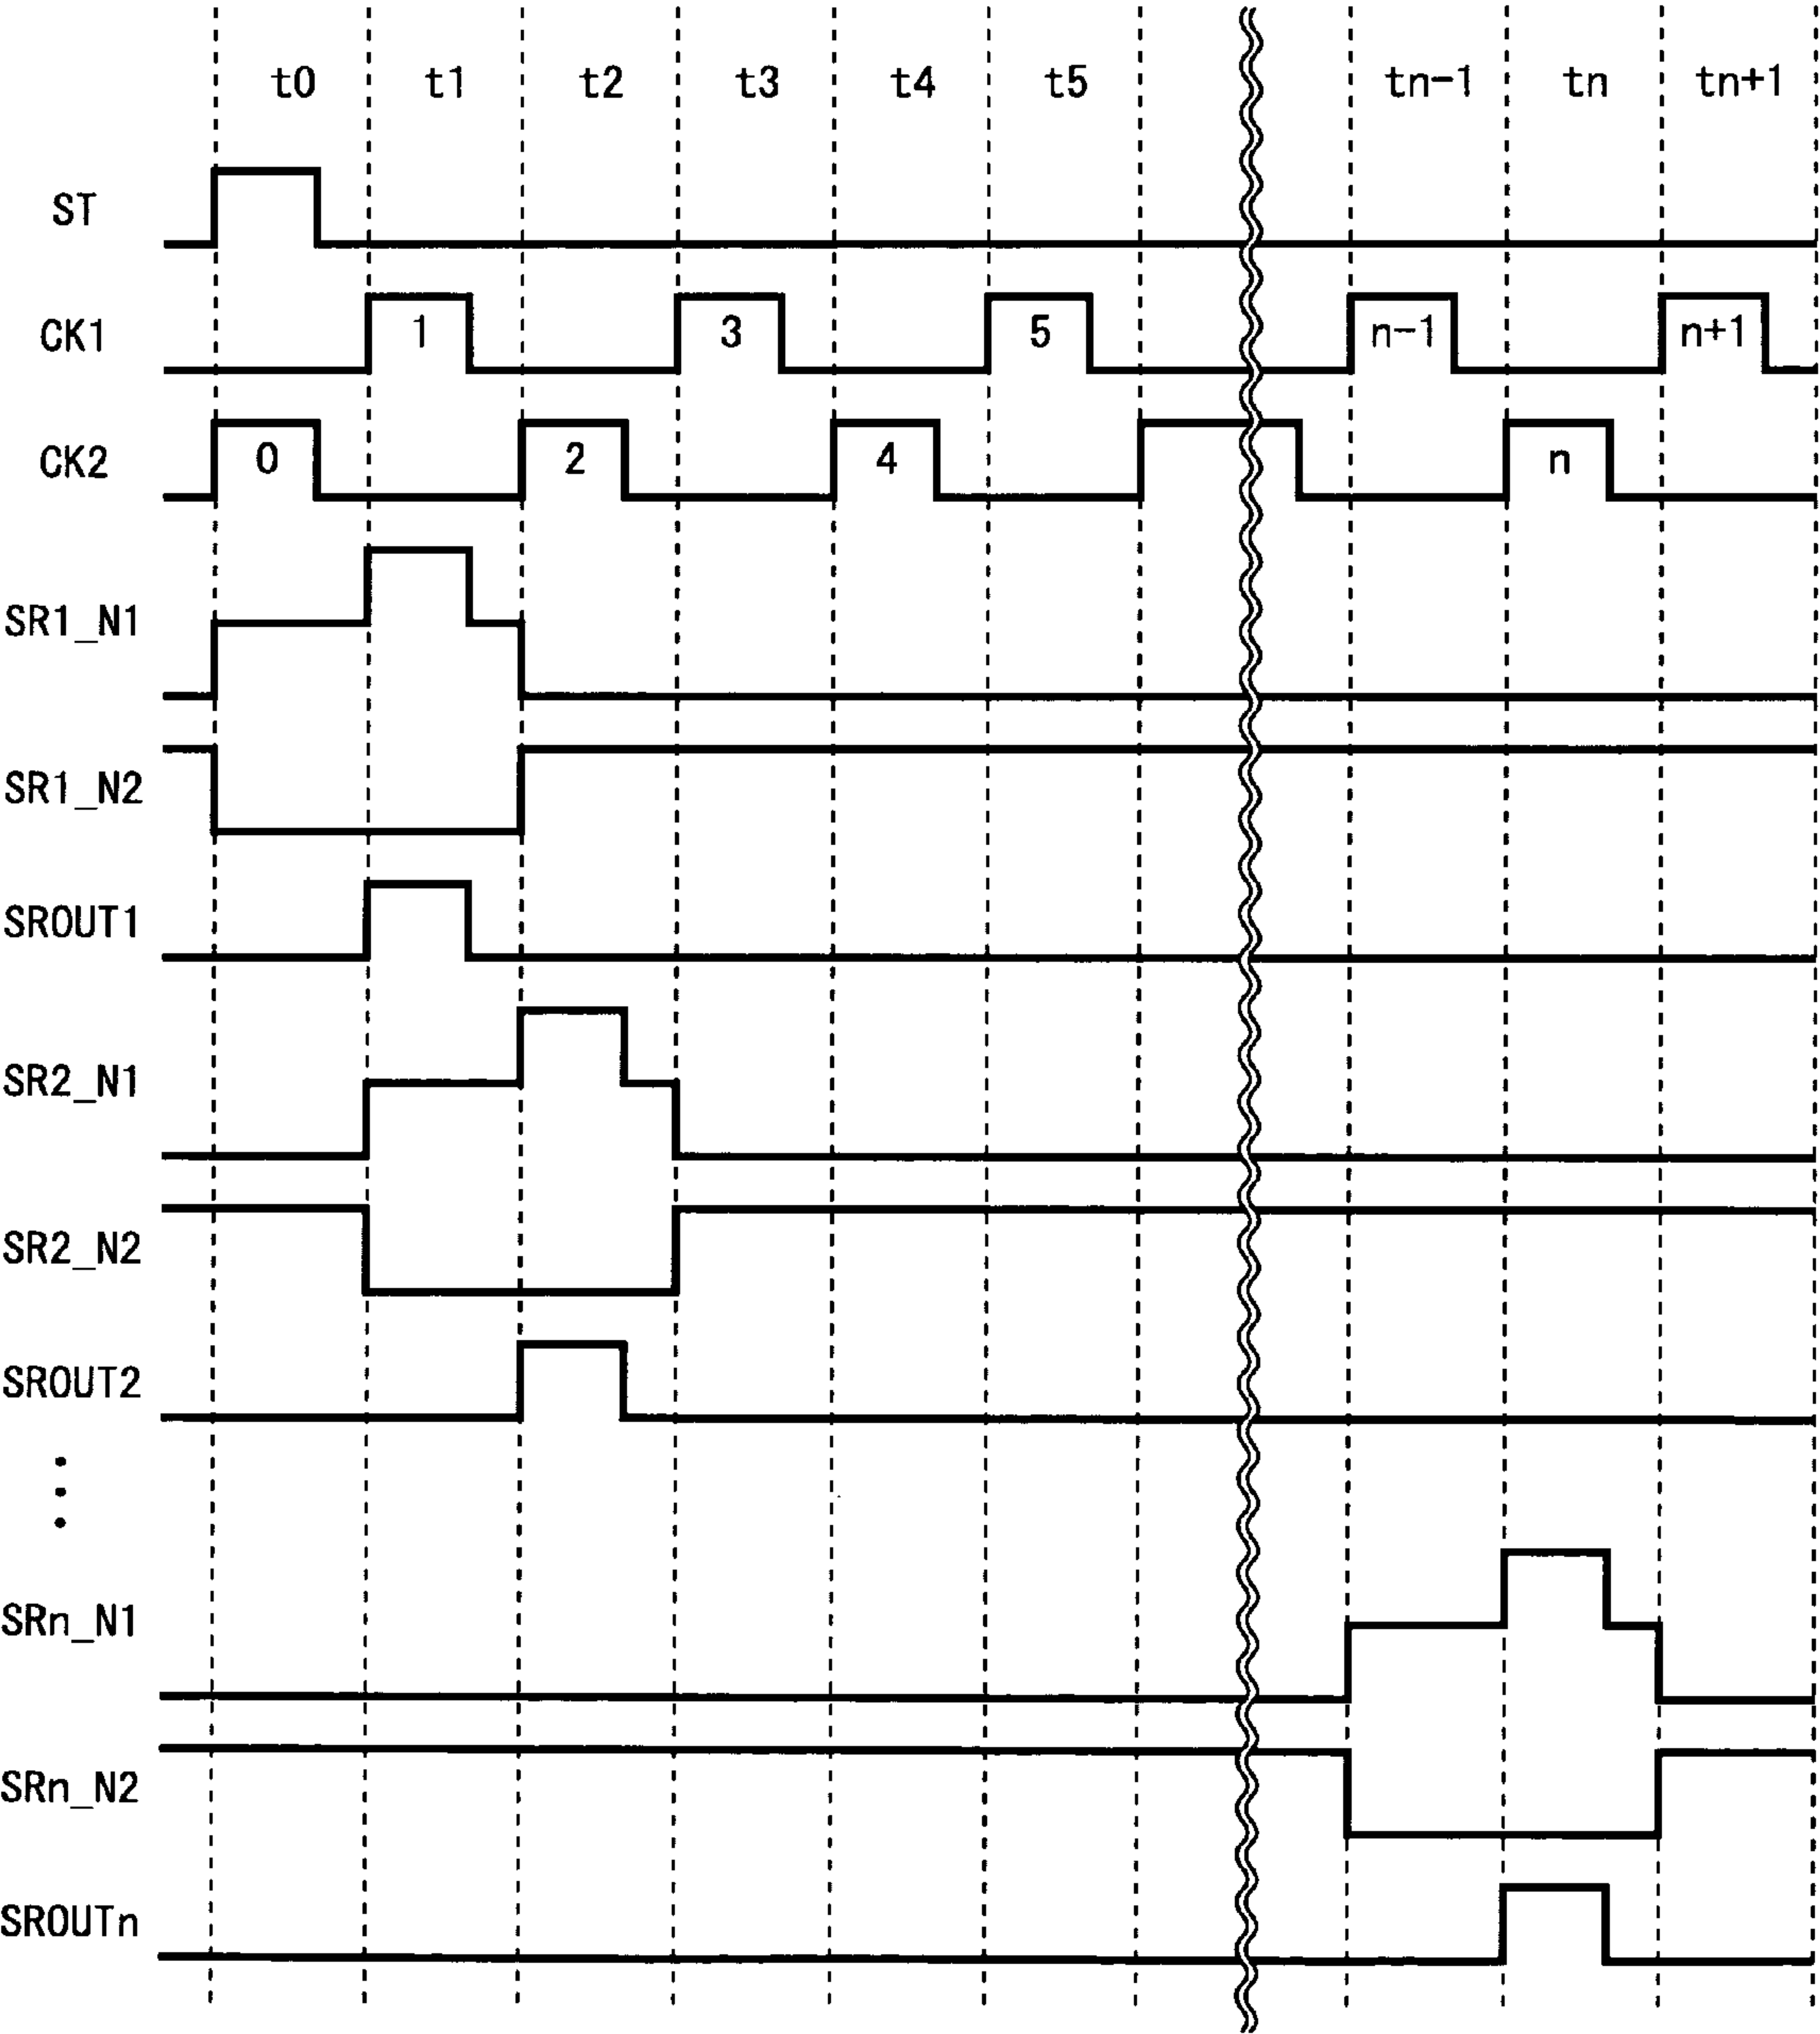 t0 t1 t2 t3 t4 t5 tn-1 tn tn+1
ST
CK1 1 3 5 n-1 n+1
CK2 0 2 4 n
SR1_N1
SR1_N2
SROUT1
SR2_N1
SR2_N2
SROUT2
SRn_N1
SRn_N2
SROUTn